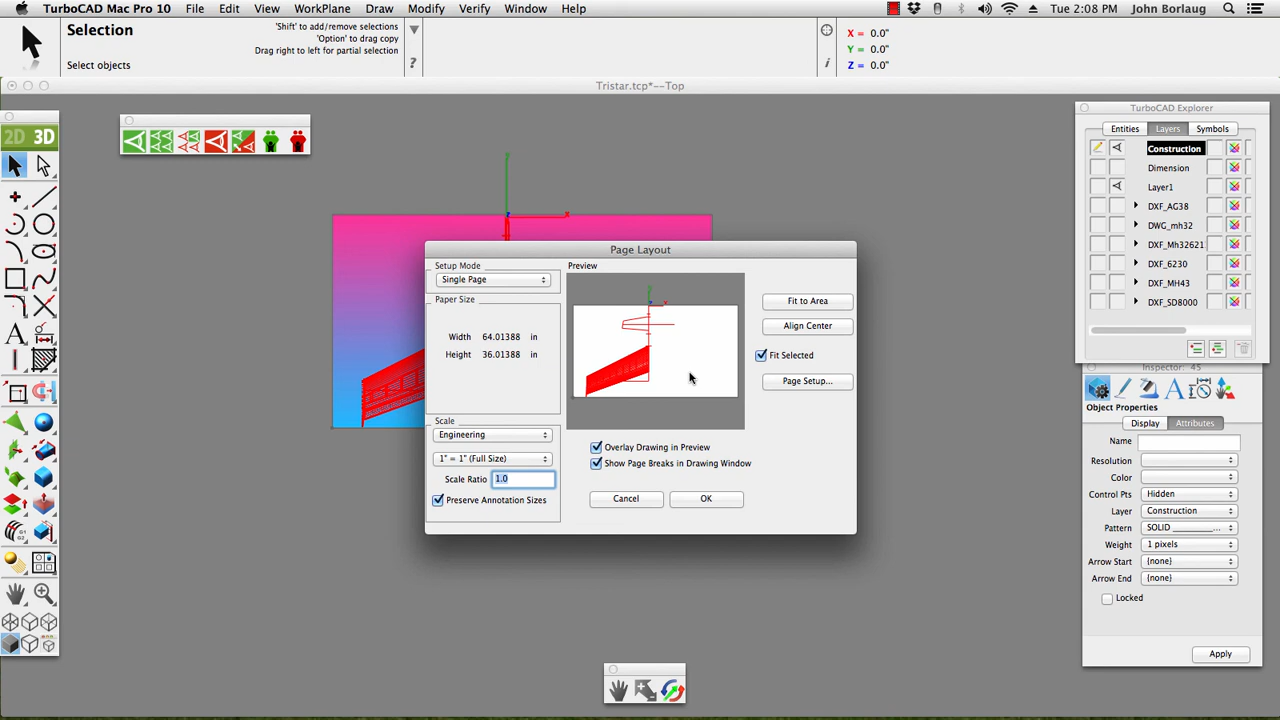 TurboCAD Mac Pro 10 File Edit View WorkPlane Draw Modify Verify Window Help Tue 2:08 PM John Borlaug
Selection
'Shift' to add/remove selections
'Option' to drag copy
Drag right to left for partial selection
Select objects
?
i
X = 0.0"
Y = 0.0"
Z = 0.0"
Tristar.tcp*--Top
2D 3D
y
x
TurboCAD Explorer
Entities Layers Symbols
Construction
Dimension
Layer1
DXF_AG38
DWG_mh32
DXF_Mh326211
DXF_6230
DXF_MH43
DXF_SD8000
Page Layout
Setup Mode
Single Page
Paper Size
Width 64.01388 in
Height 36.01388 in
Scale
Engineering
1" = 1" (Full Size)
Scale Ratio 1.0
Preserve Annotation Sizes
Preview
y
x
Overlay Drawing in Preview
Show Page Breaks in Drawing Window
Cancel OK
Fit to Area
Align Center
Fit Selected
Page Setup...
Inspector: 45
Object Properties
Display Attributes
Name
Resolution
Color
Control Pts Hidden
Layer Construction
Pattern SOLID ________...
Weight 1 pixels
Arrow Start {none}
Arrow End {none}
Locked
Apply